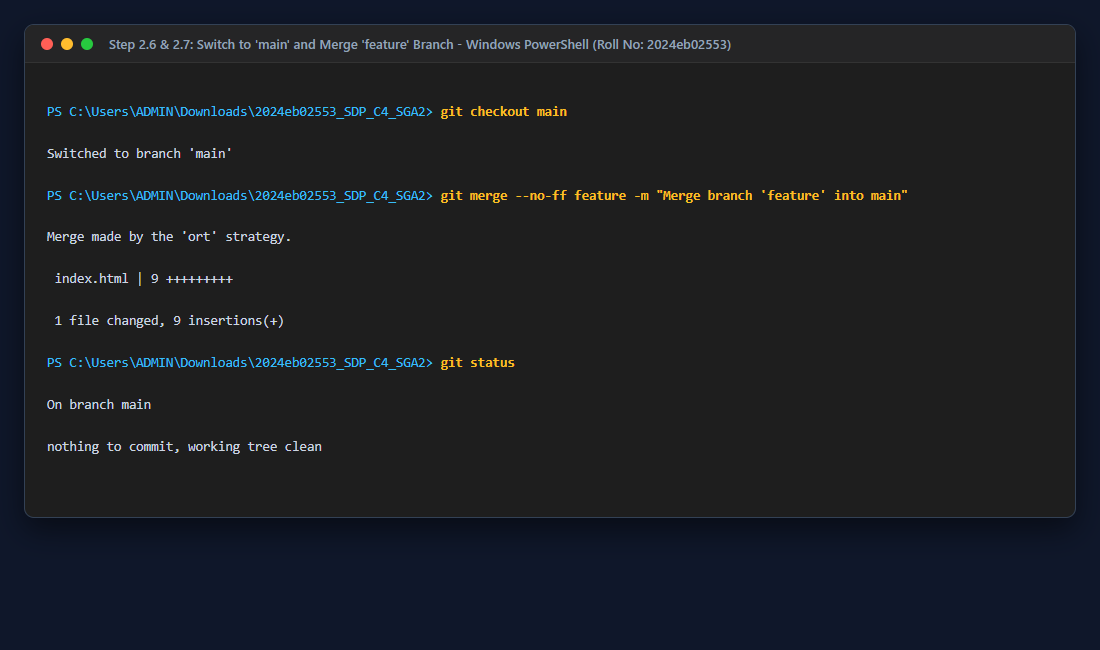 Step 2.6 & 2.7: Switch to 'main' and Merge 'feature' Branch - Windows PowerShell (Roll No: 2024eb02553)
PS C:\Users\ADMIN\Downloads\2024eb02553_SDP_C4_SGA2> git checkout main
Switched to branch 'main'
PS C:\Users\ADMIN\Downloads\2024eb02553_SDP_C4_SGA2> git merge --no-ff feature -m "Merge branch 'feature' into main"
Merge made by the 'ort' strategy.
 index.html | 9 +++++++++
 1 file changed, 9 insertions(+)
PS C:\Users\ADMIN\Downloads\2024eb02553_SDP_C4_SGA2> git status
On branch main
nothing to commit, working tree clean